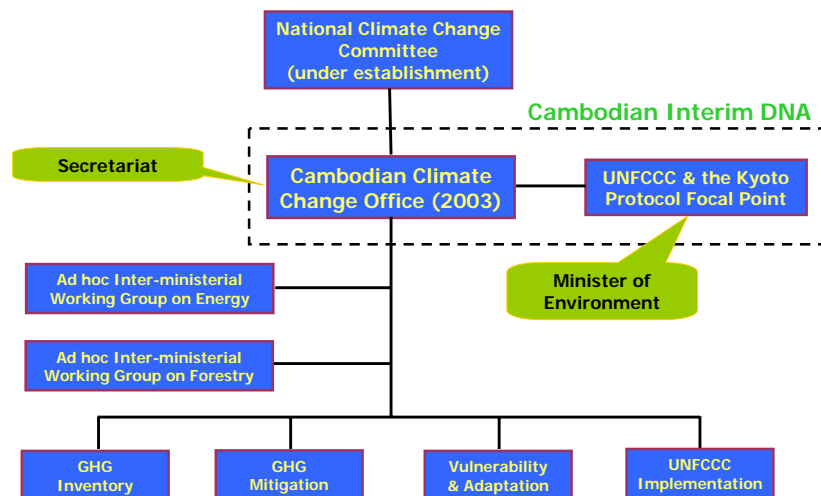 National Climate Change
Committee
(under establishment)
Cambodian Interim DNA
Secretariat
Cambodian Climate
Change Office (2003)
UNFCCC & the Kyoto
Protocol Focal Point
Minister of
Environment
Ad hoc Inter-ministerial
Working Group on Energy
Ad hoc Inter-ministerial
Working Group on Forestry
GHG
Inventory
GHG
Mitigation
Vulnerability
& Adaptation
UNFCCC
Implementation